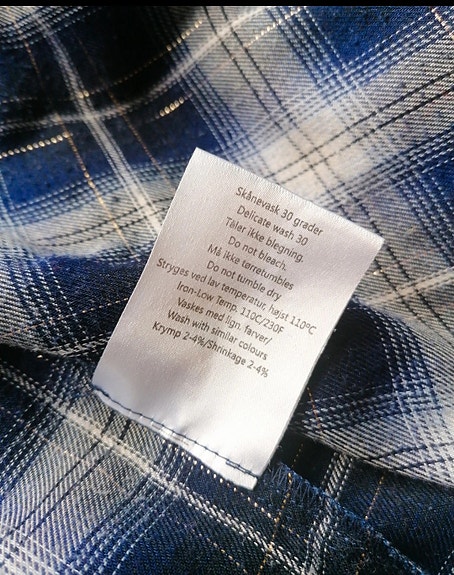 Skånevask 30 grader
Delicate wash 30
Tåler ikke blegning.
Do not bleach.
Må ikke tørretumbles
Do not tumble dry
Stryges ved lav temperatur, højst 110ºC
Iron-Low Temp. 110C/230F
Vaskes med lign. farver/
Wash with similar colours
Krymp 2-4%/Shrinkage 2-4%